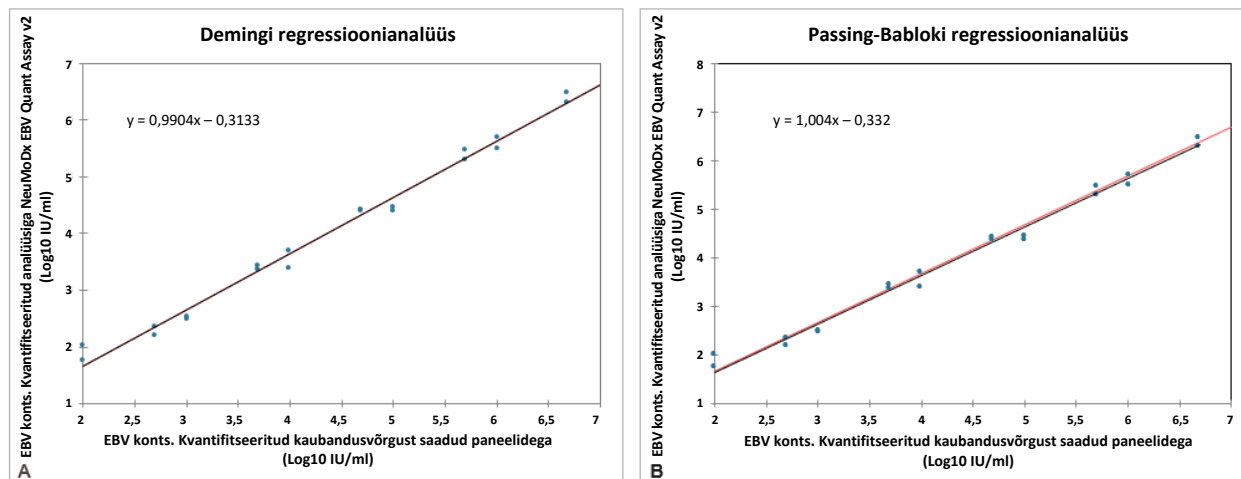 Demingi regressioonianalüüs
EBV konts. Kvantifitseeritud analüüsiga NeuMoDx EBV Quant Assay v2
(Log10 IU/ml)
7
6
5
4
3
2
1
y = 0,9904x – 0,3133
2 2,5 3 3,5 4 4,5 5 5,5 6 6,5 7
EBV konts. Kvantifitseeritud kaubandusvõrgust saadud paneelidega
(Log10 IU/ml)
A
Passing-Babloki regressioonianalüüs
EBV konts. Kvantifitseeritud analüüsiga NeuMoDx EBV Quant Assay v2
(Log10 IU/ml)
8
7
6
5
4
3
2
1
y = 1,004x – 0,332
2 2,5 3 3,5 4 4,5 5 5,5 6 6,5 7
EBV konts. Kvantifitseeritud kaubandusvõrgust saadud paneelidega
(Log10 IU/ml)
B